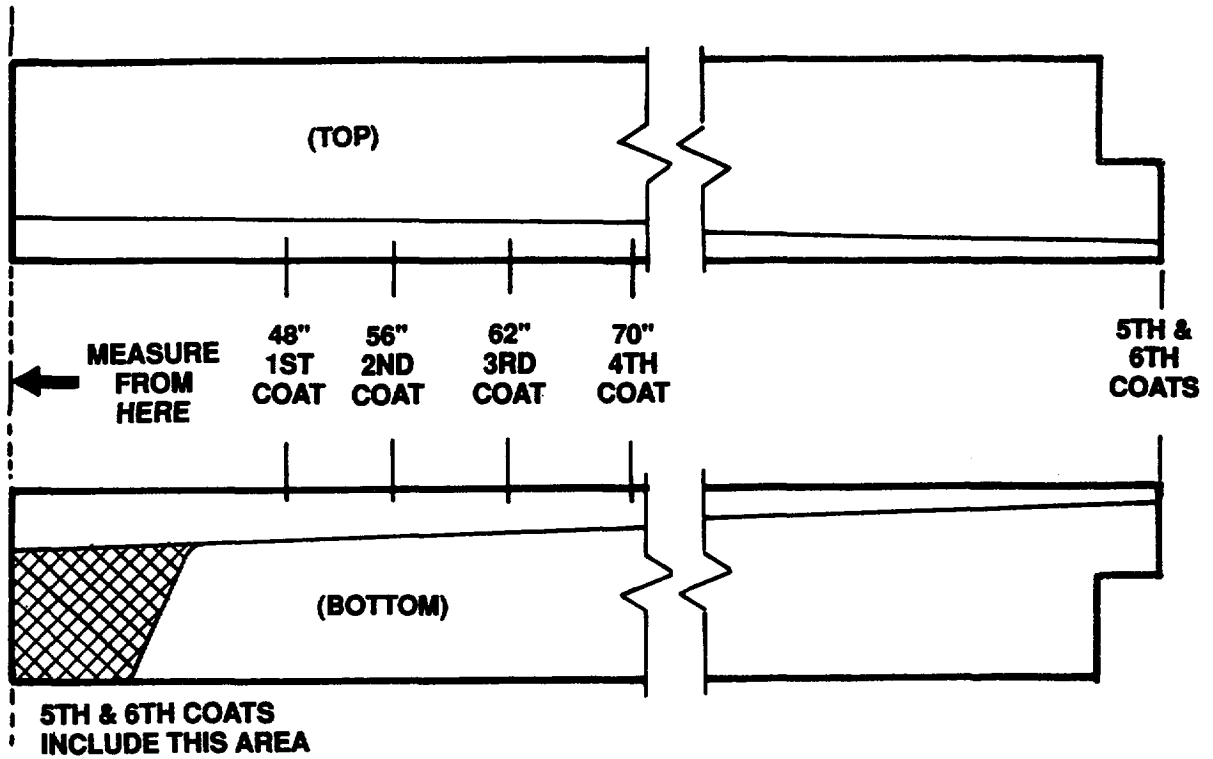 (TOP)
MEASURE
FROM
HERE
48"
1ST
COAT
56"
2ND
COAT
62"
3RD
COAT
70"
4TH
COAT
5TH &
6TH
COATS
(BOTTOM)
5TH & 6TH COATS
INCLUDE THIS AREA